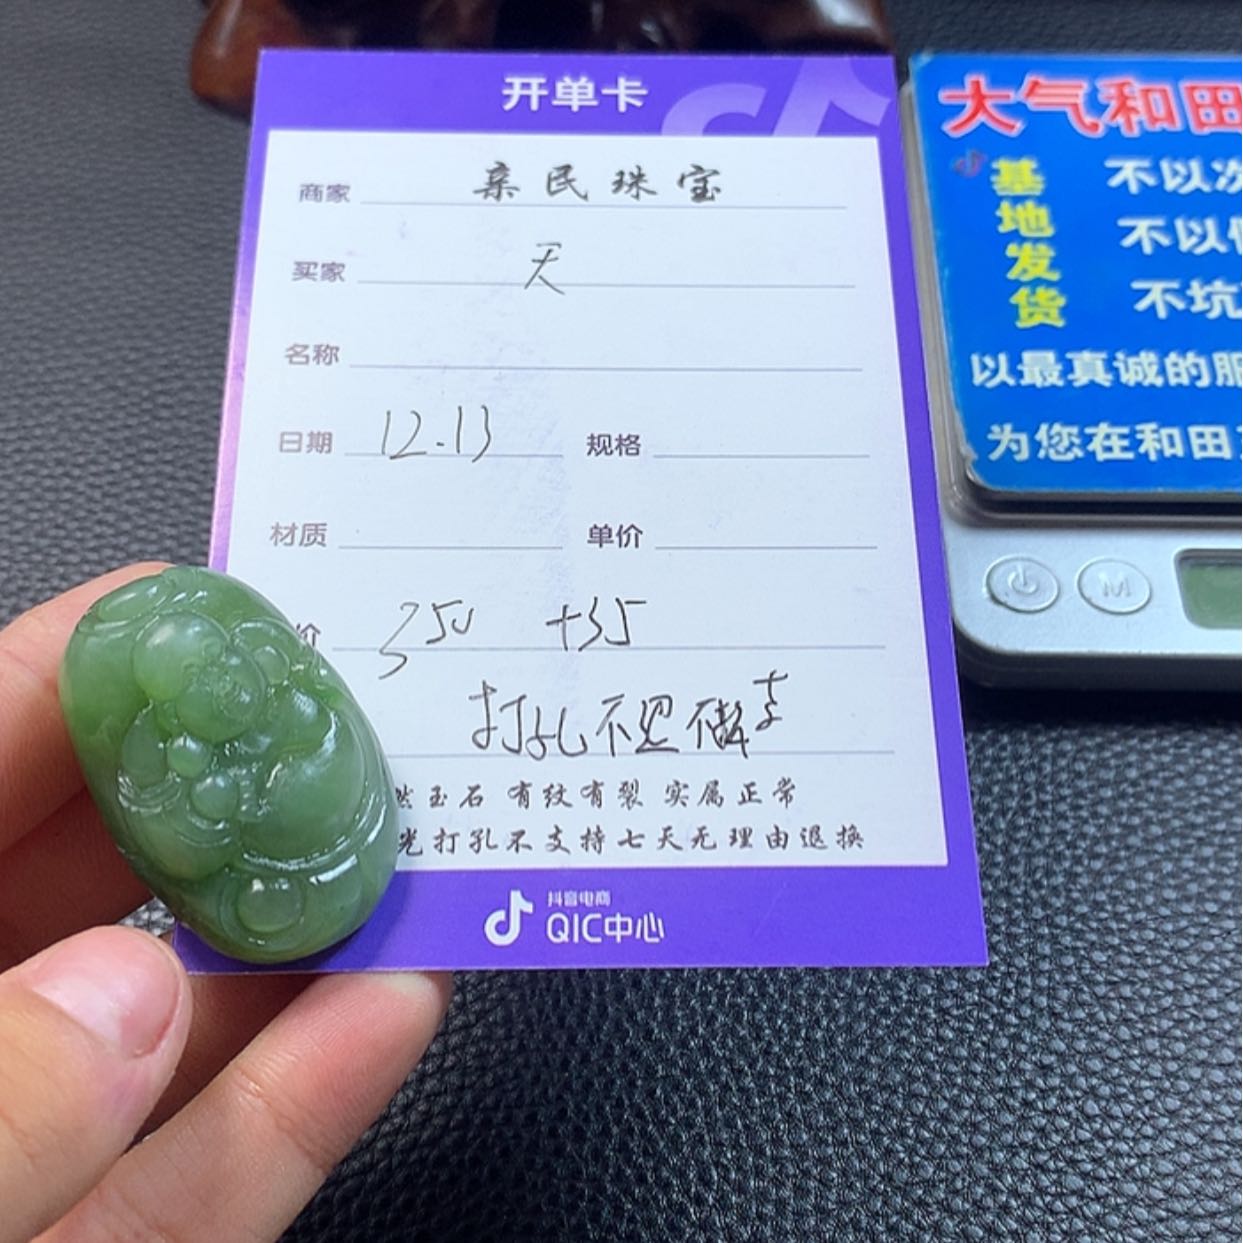 开单卡
商家 亲民珠宝
买家 天
名称
日期 12.13 规格
材质 单价
价 350 +35
打孔不退 
然玉石 有纹有裂 实属正常
光打孔不支持七天无理由退换
抖音电商
QIC中心
大气和田
基地发货
不以次
不以
不坑
以最真诚的服
为您在和田
M